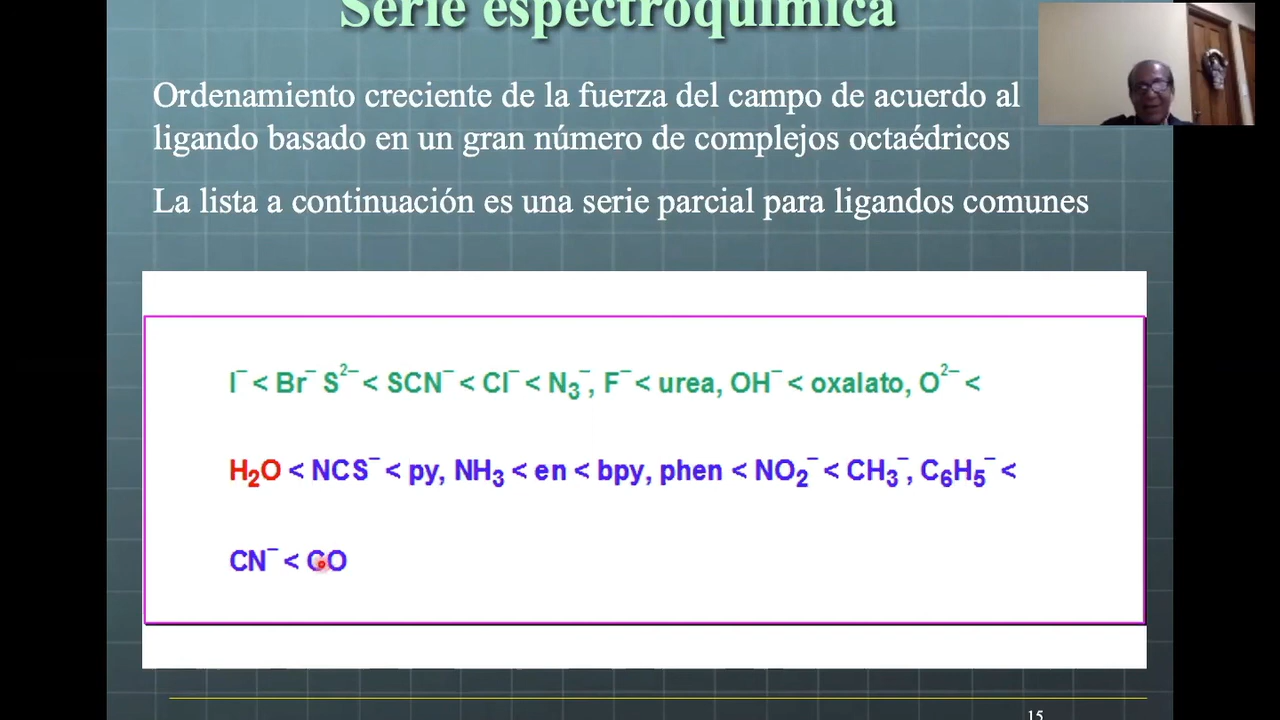 Serie espectroquímica
Ordenamiento creciente de la fuerza del campo de acuerdo al
ligando basado en un gran número de complejos octaédricos
La lista a continuación es una serie parcial para ligandos comunes
I⁻ < Br⁻ S²⁻ < SCN⁻ < Cl⁻ < N₃⁻, F⁻ < urea, OH⁻ < oxalato, O²⁻ <
H₂O < NCS⁻ < py, NH₃ < en < bpy, phen < NO₂⁻ < CH₃⁻, C₆H₅⁻ <
CN⁻ < CO
15